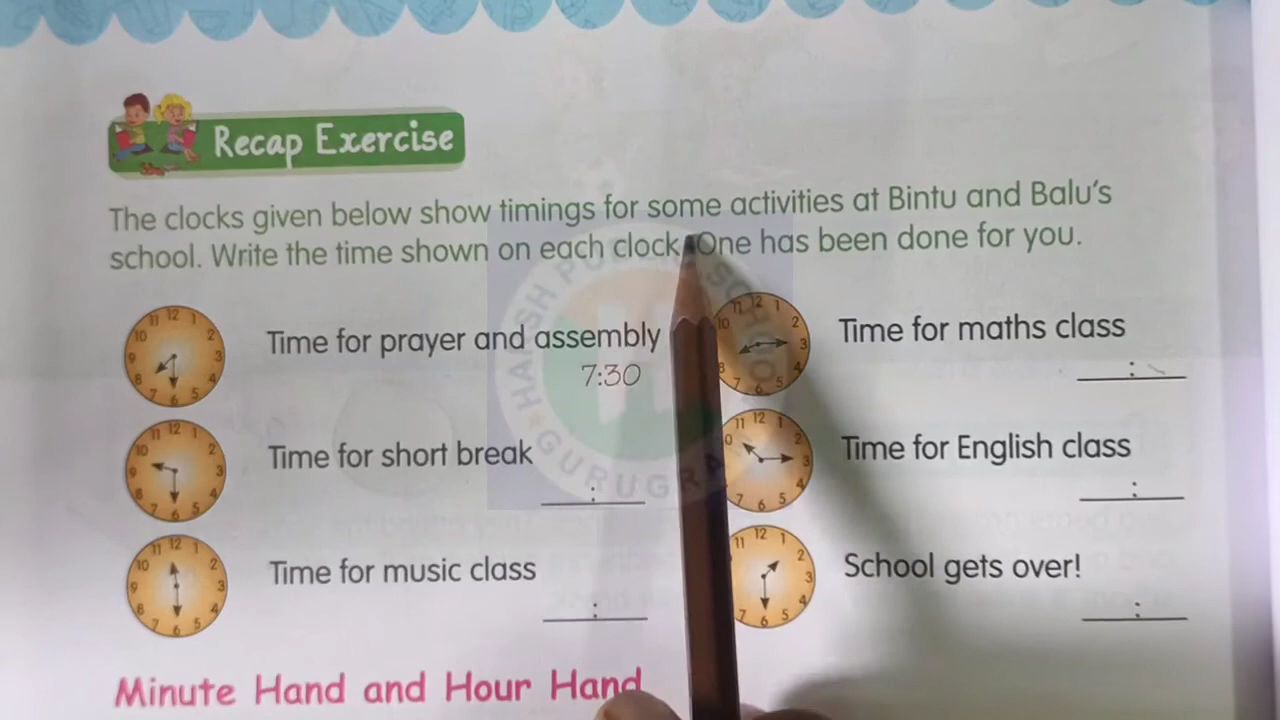 Recap Exercise
The clocks given below show timings for some activities at Bintu and Balu's
school. Write the time shown on each clock. One has been done for you.
Time for prayer and assembly
7:30
Time for maths class
:
Time for short break
:
Time for English class
:
Time for music class
:
School gets over!
:
Minute Hand and Hour Hand